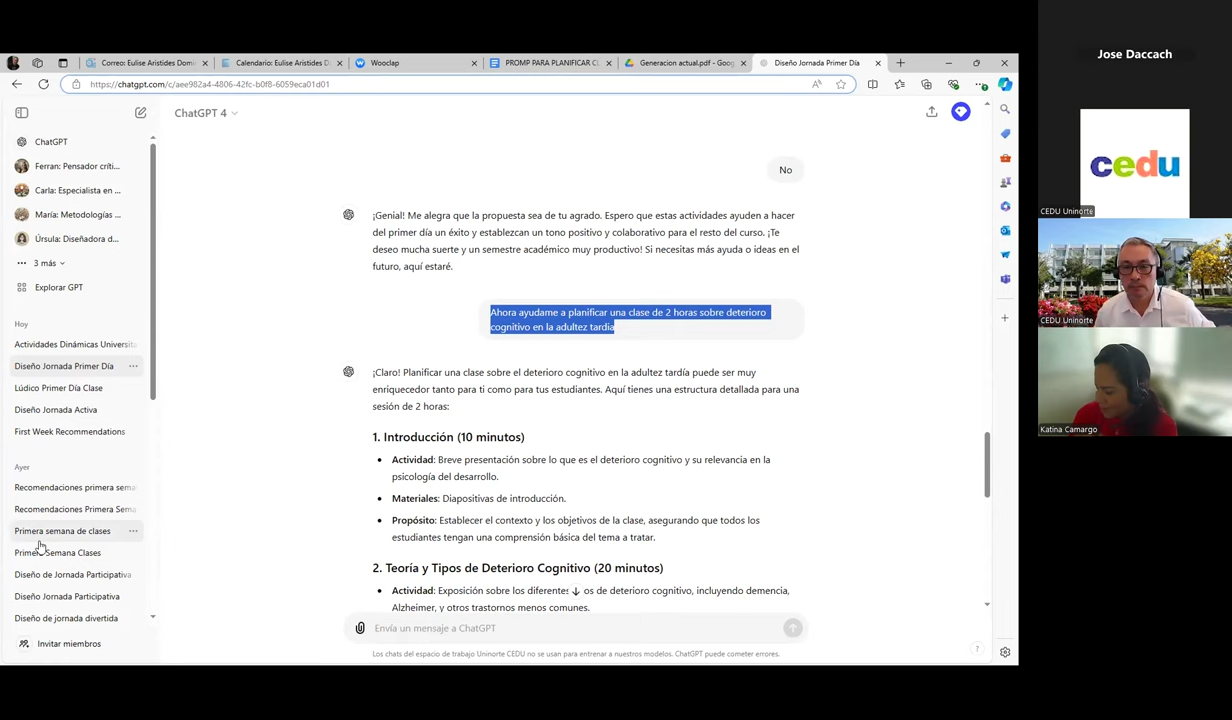 Jose Daccach
cedu
CEDU Uninorte
CEDU Uninorte
Katina Camargo
Correo: Eulise Aristides Domi
Calendario: Eulise Aristides D
Wooclap
PROMP PARA PLANIFICAR CL
Generacion actual.pdf - Goog
Diseño Jornada Primer Día
https://chatgpt.com/c/aee982a4-4806-42fc-b0f8-6059eca01d01
ChatGPT 4
ChatGPT
Ferran: Pensador críti...
Carla: Especialista en ...
María: Metodologías ...
Úrsula: Diseñadora d...
3 más
Explorar GPT
Hoy
Actividades Dinámicas Universita
Diseño Jornada Primer Día
Lúdico Primer Día Clase
Diseño Jornada Activa
First Week Recommendations
Ayer
Recomendaciones primera sema
Recomendaciones Primera Sema
Primera semana de clases
Primera Semana Clases
Diseño de Jornada Participativa
Diseño Jornada Participativa
Diseño de jornada divertida
Invitar miembros
No
¡Genial! Me alegra que la propuesta sea de tu agrado. Espero que estas actividades ayuden a hacer
del primer día un éxito y establezcan un tono positivo y colaborativo para el resto del curso. ¡Te
deseo mucha suerte y un semestre académico muy productivo! Si necesitas más ayuda o ideas en el
futuro, aquí estaré.
Ahora ayudame a planificar una clase de 2 horas sobre deterioro
cognitivo en la adultez tardia
¡Claro! Planificar una clase sobre el deterioro cognitivo en la adultez tardía puede ser muy
enriquecedor tanto para ti como para tus estudiantes. Aquí tienes una estructura detallada para una
sesión de 2 horas:
1. Introducción (10 minutos)
• Actividad: Breve presentación sobre lo que es el deterioro cognitivo y su relevancia en la
psicología del desarrollo.
• Materiales: Diapositivas de introducción.
• Propósito: Establecer el contexto y los objetivos de la clase, asegurando que todos los
estudiantes tengan una comprensión básica del tema a tratar.
2. Teoría y Tipos de Deterioro Cognitivo (20 minutos)
• Actividad: Exposición sobre los diferentes os de deterioro cognitivo, incluyendo demencia,
Alzheimer, y otros trastornos menos comunes.
Envía un mensaje a ChatGPT
Los chats del espacio de trabajo Uninorte CEDU no se usan para entrenar a nuestros modelos. ChatGPT puede cometer errores.
?